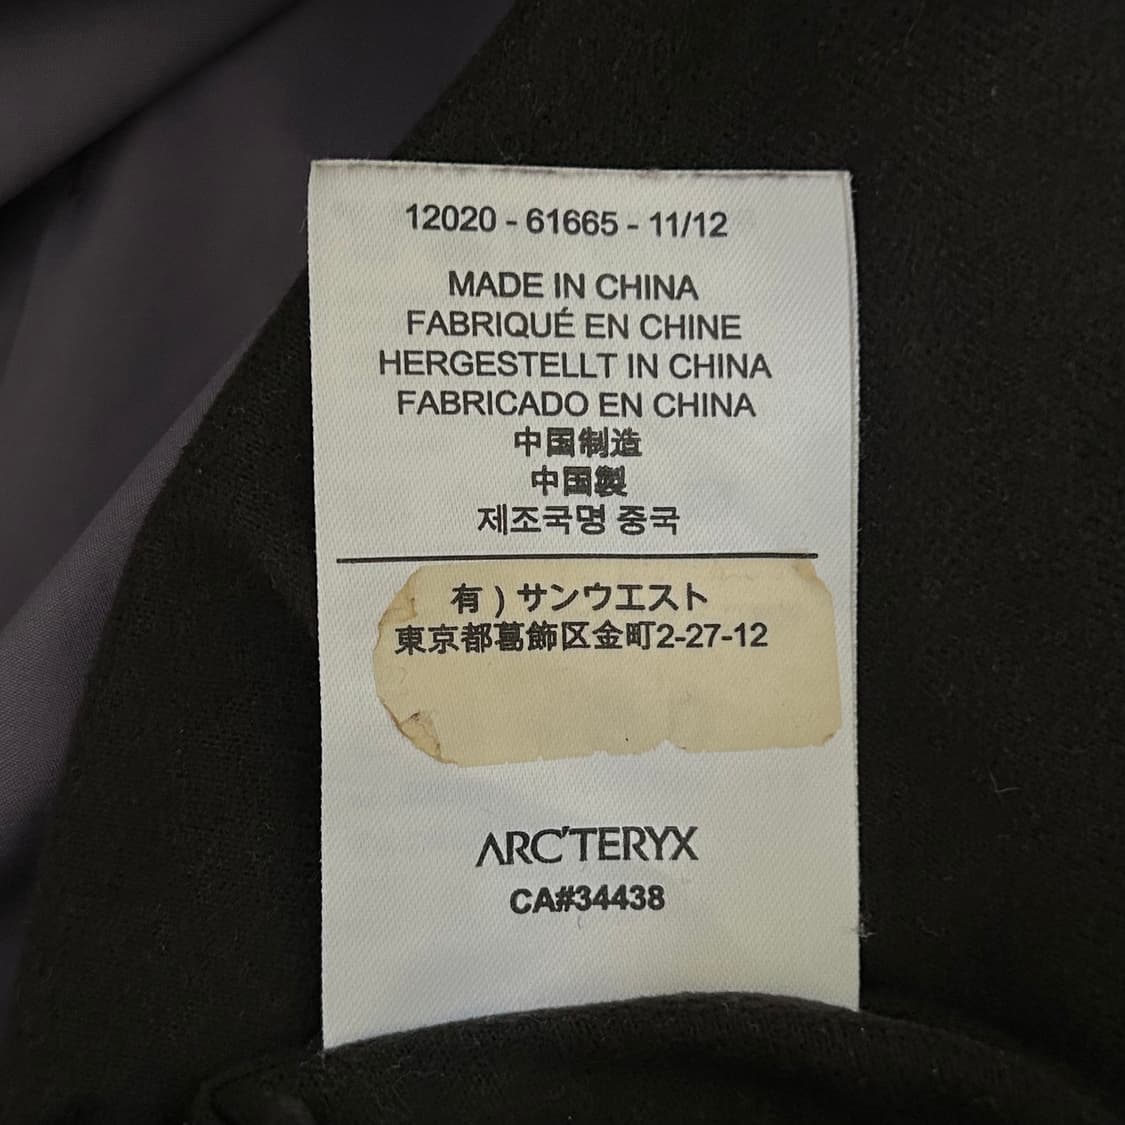 12020 - 61665 - 11/12
MADE IN CHINA
FABRIQUÉ EN CHINE
HERGESTELLT IN CHINA
FABRICADO EN CHINA
中国制造
中国製
제조국명 중국
有）サンウエスト
東京都葛飾区金町2-27-12
ARC'TERYX
CA#34438